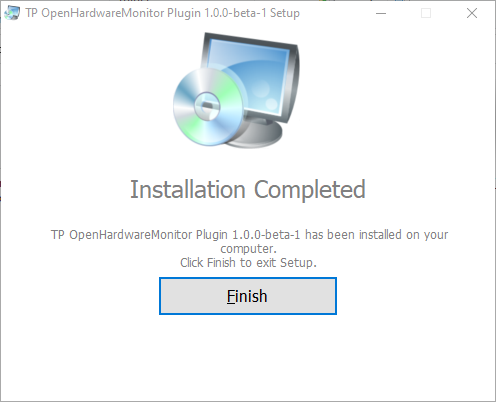 TP OpenHardwareMonitor Plugin 1.0.0-beta-1 Setup
Installation Completed
TP OpenHardwareMonitor Plugin 1.0.0-beta-1 has been installed on your
computer.
Click Finish to exit Setup.
Finish